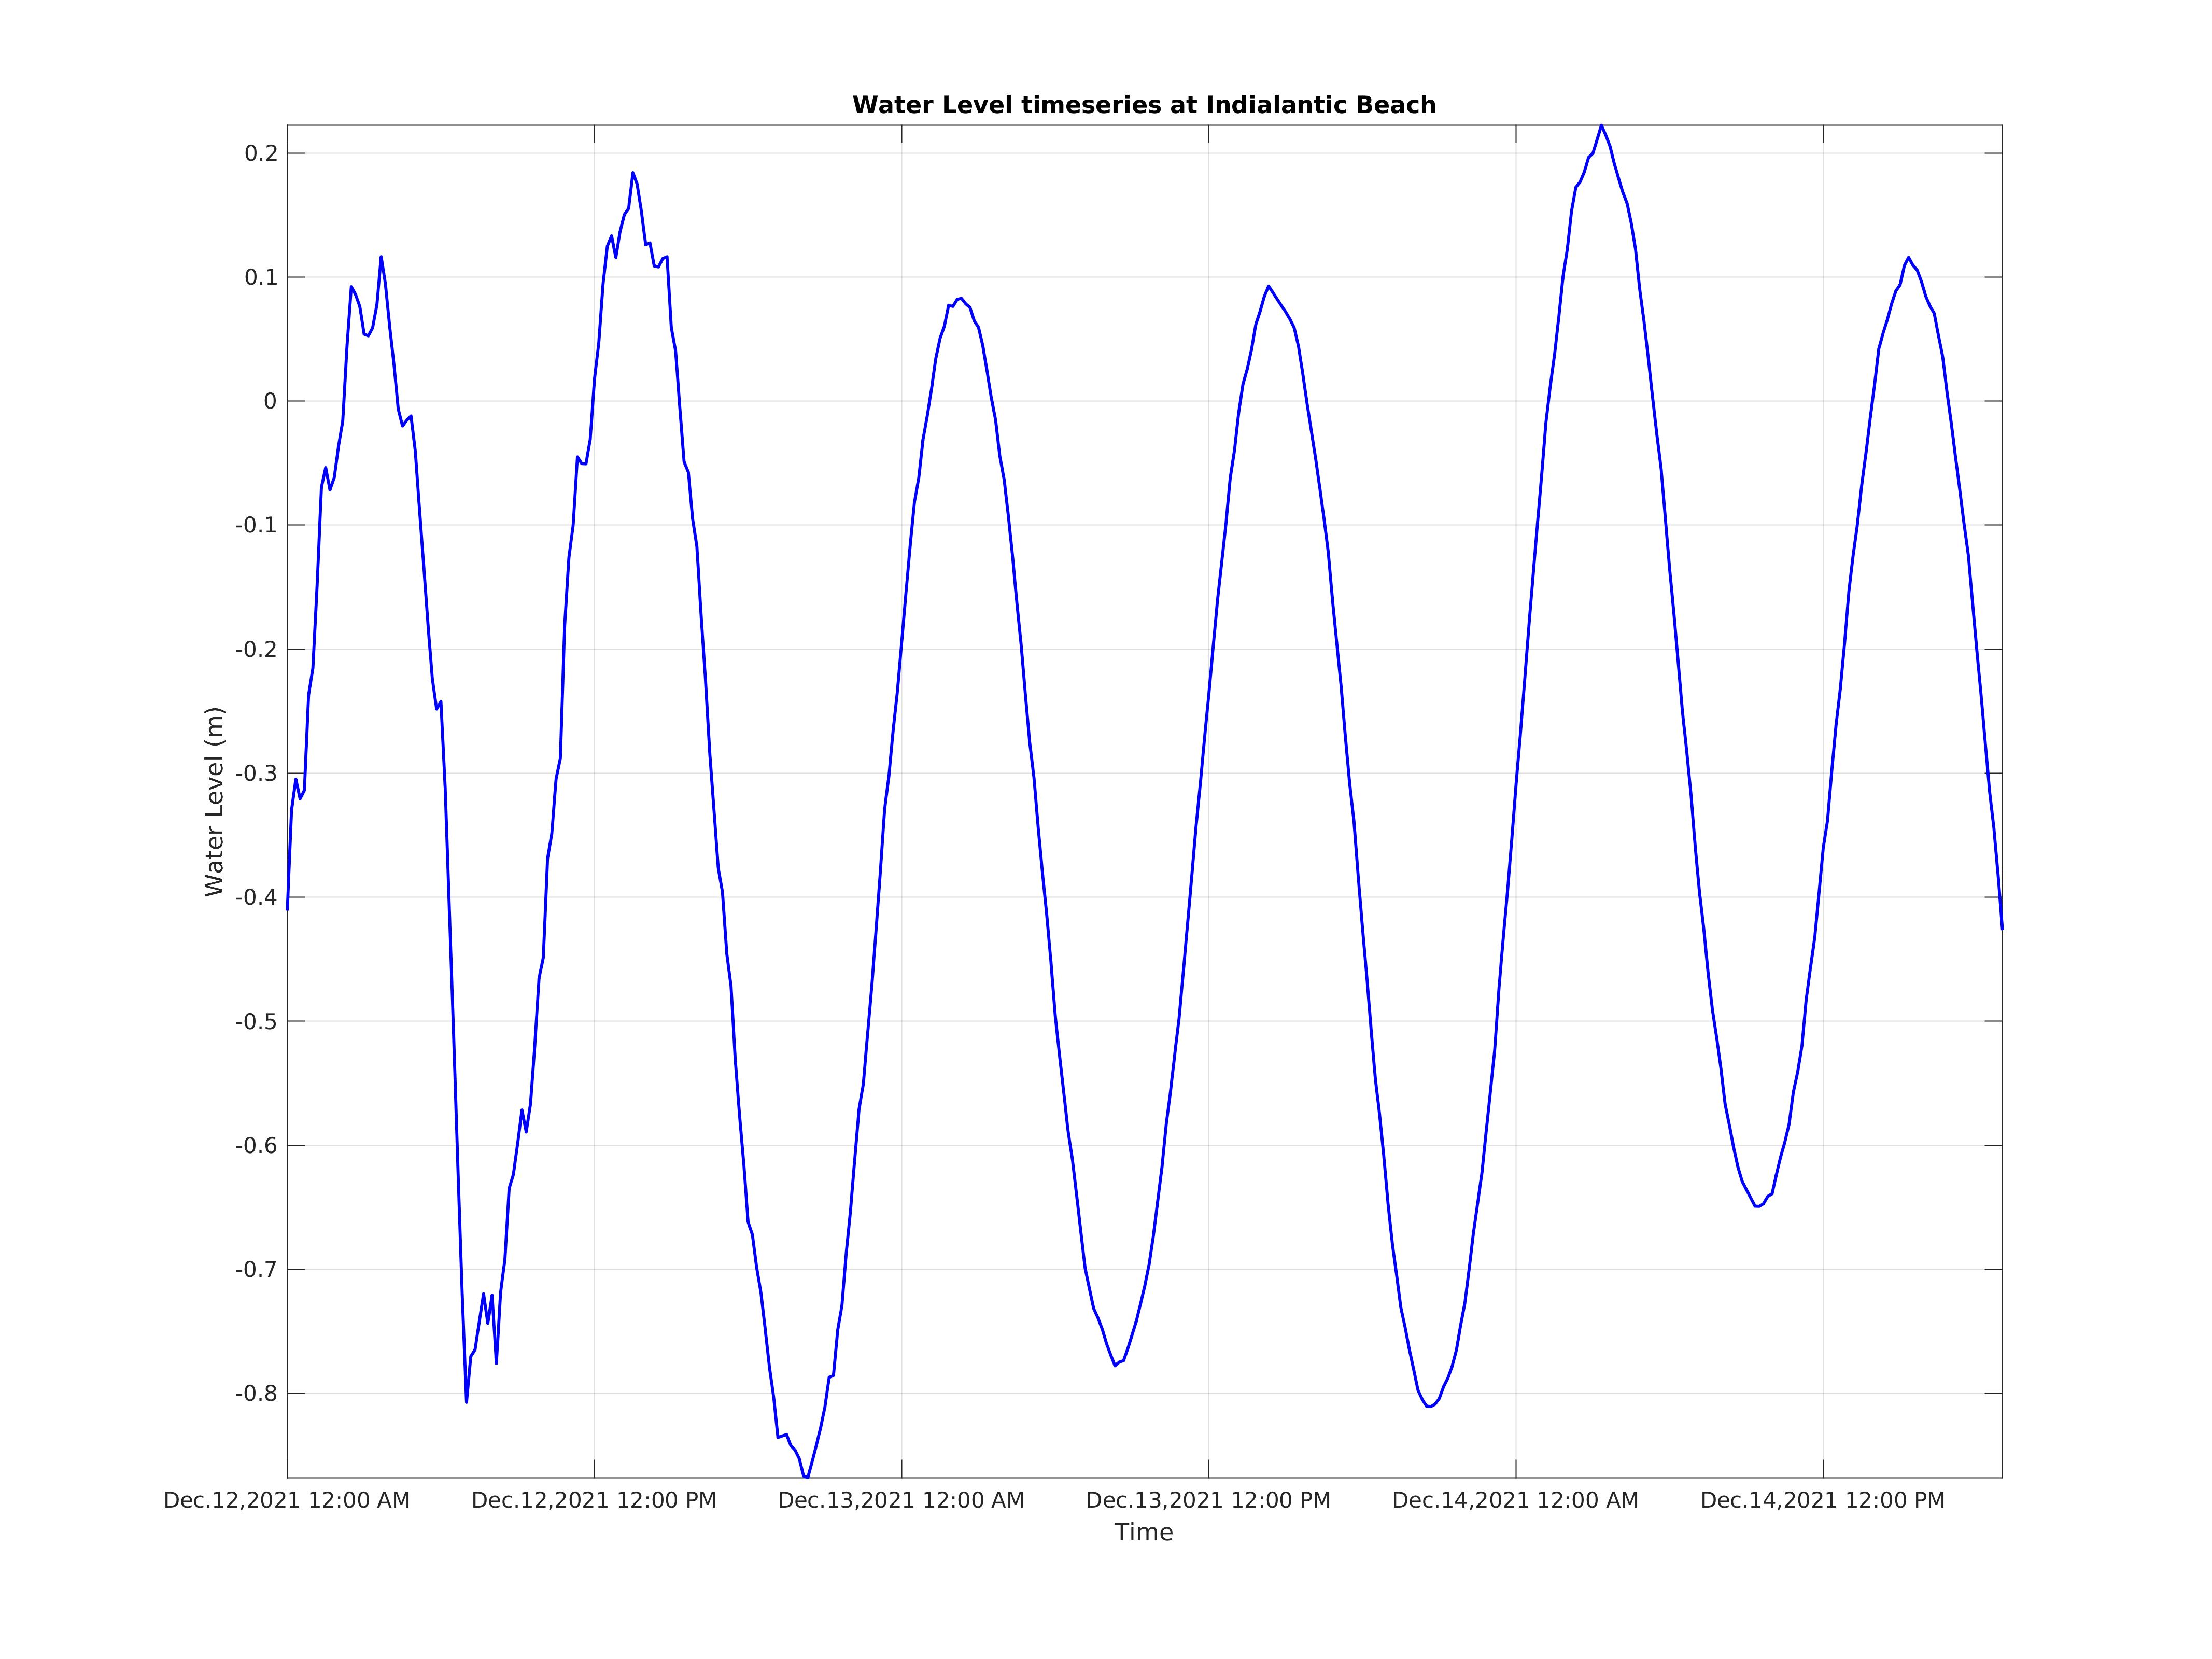 Water Level timeseries at Indialantic Beach
0.2
0.1
0
-0.1
-0.2
-0.3
-0.4
-0.5
-0.6
-0.7
-0.8
Water Level (m)
Dec.12,2021 12:00 AM Dec.12,2021 12:00 PM Dec.13,2021 12:00 AM Dec.13,2021 12:00 PM Dec.14,2021 12:00 AM Dec.14,2021 12:00 PM
Time